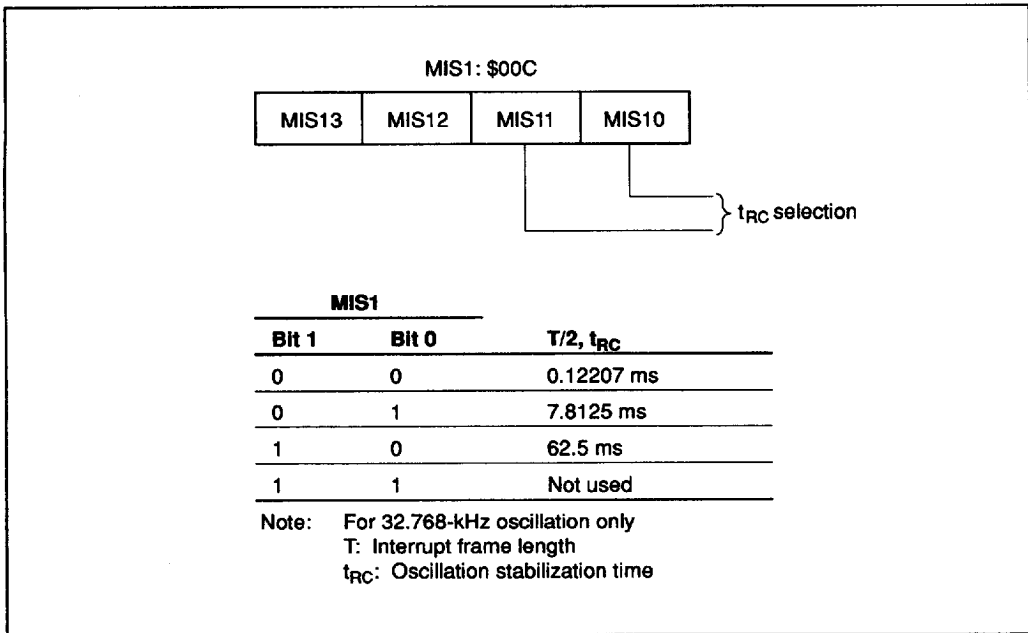 MIS1: $00C
MIS13 MIS12 MIS11 MIS10
tRC selection
MIS1
Bit 1 Bit 0 T/2, tRC
0 0 0.12207 ms
0 1 7.8125 ms
1 0 62.5 ms
1 1 Not used
Note: For 32.768-kHz oscillation only
T: Interrupt frame length
tRC: Oscillation stabilization time